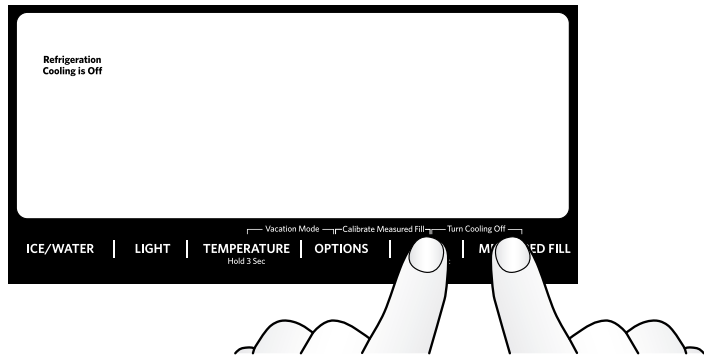 Refrigeration
Cooling is Off
Vacation Mode Calibrate Measured Fill Turn Cooling Off
ICE/WATER LIGHT TEMPERATURE OPTIONS FILL
Hold 3 Sec